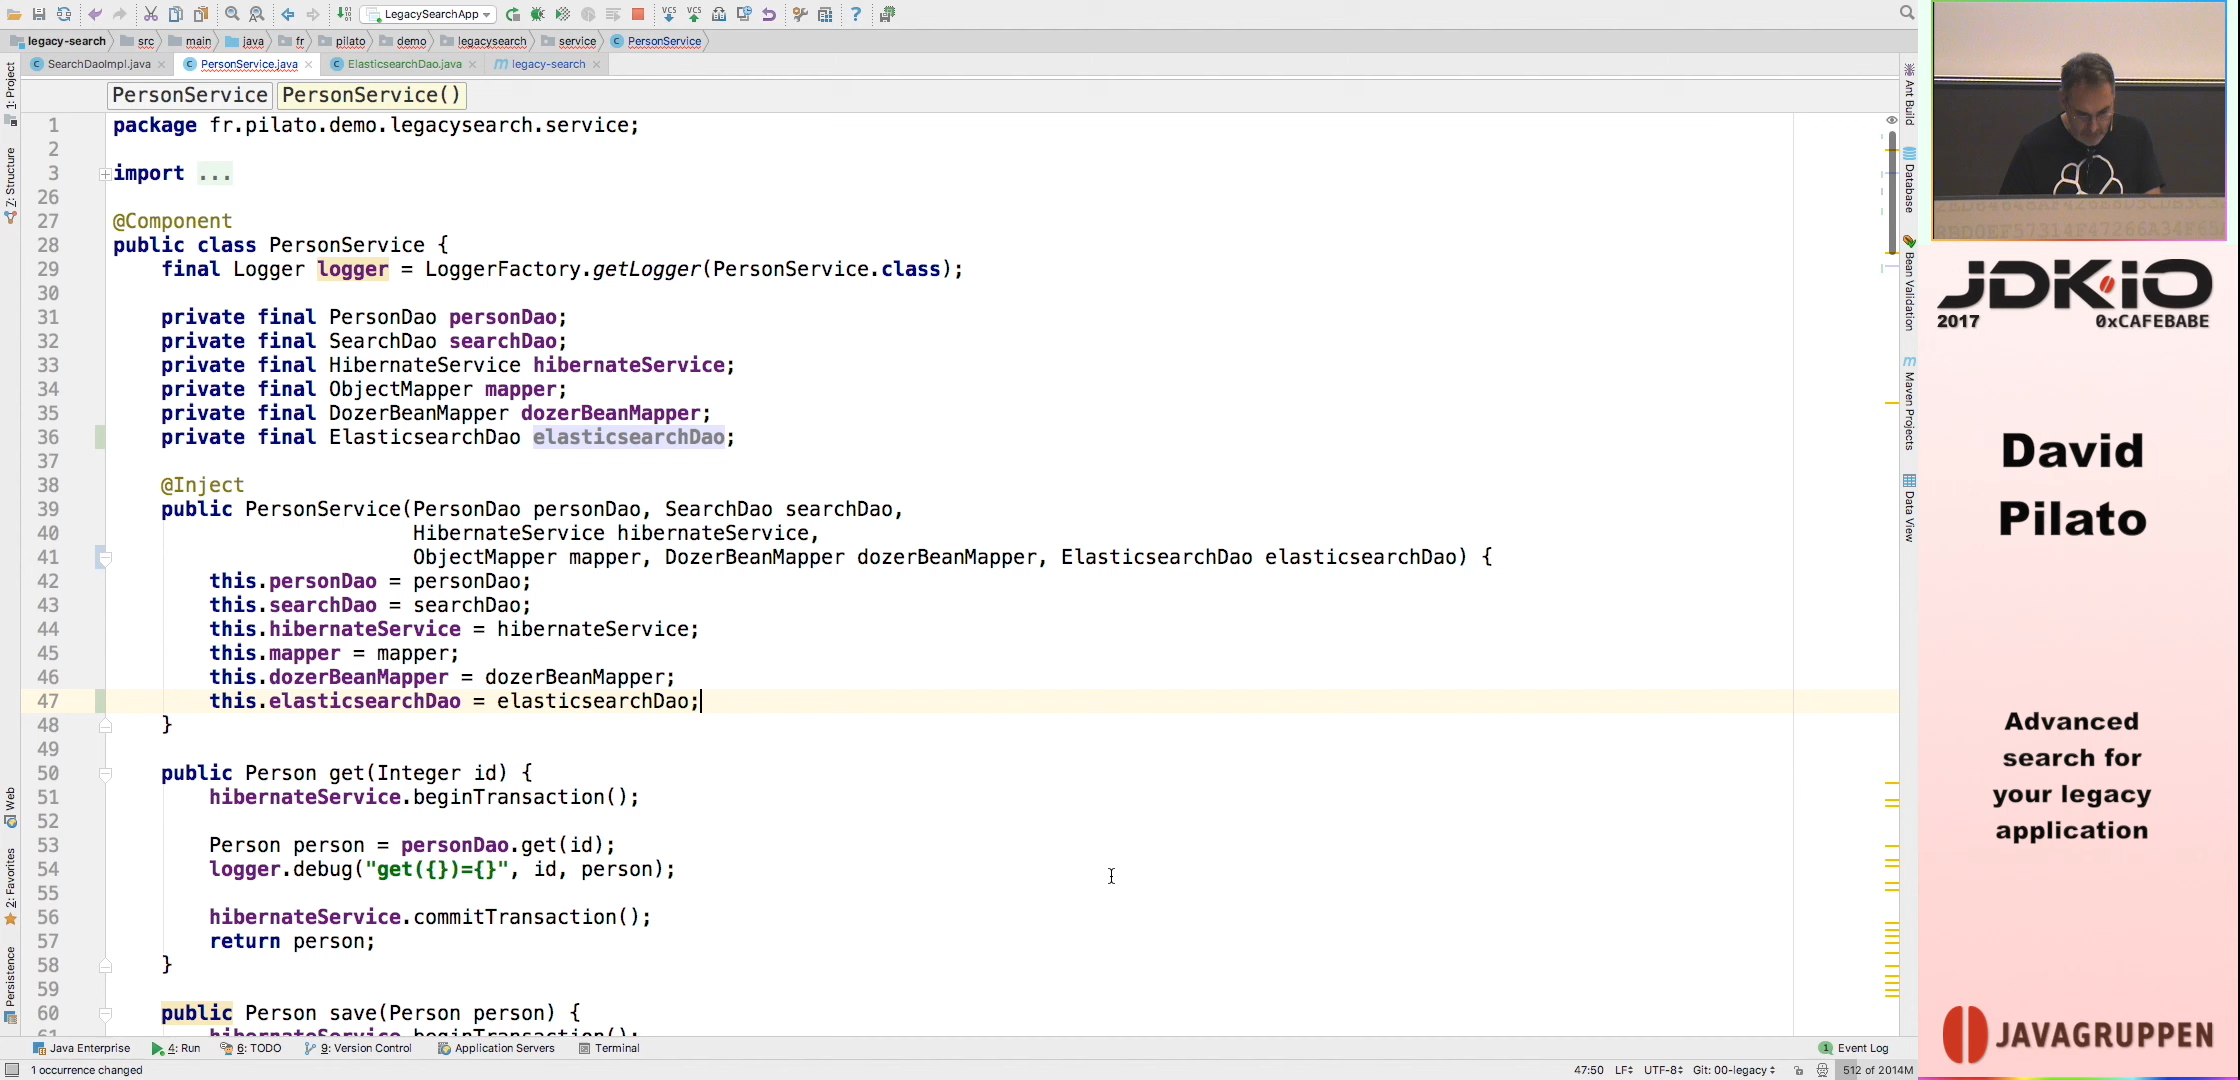 LegacySearchApp
legacy-search src main java fr pilato demo legacysearch service PersonService
SearchDaoImpl.java PersonService.java ElasticsearchDao.java legacy-search
PersonService PersonService()
1 package fr.pilato.demo.legacysearch.service;
2
3 import ...
26
27 @Component
28 public class PersonService {
29 final Logger logger = LoggerFactory.getLogger(PersonService.class);
30
31 private final PersonDao personDao;
32 private final SearchDao searchDao;
33 private final HibernateService hibernateService;
34 private final ObjectMapper mapper;
35 private final DozerBeanMapper dozerBeanMapper;
36 private final ElasticsearchDao elasticsearchDao;
37
38 @Inject
39 public PersonService(PersonDao personDao, SearchDao searchDao,
40 HibernateService hibernateService,
41 ObjectMapper mapper, DozerBeanMapper dozerBeanMapper, ElasticsearchDao elasticsearchDao) {
42 this.personDao = personDao;
43 this.searchDao = searchDao;
44 this.hibernateService = hibernateService;
45 this.mapper = mapper;
46 this.dozerBeanMapper = dozerBeanMapper;
47 this.elasticsearchDao = elasticsearchDao;
48 }
49
50 public Person get(Integer id) {
51 hibernateService.beginTransaction();
52
53 Person person = personDao.get(id);
54 logger.debug("get({})={}", id, person);
55
56 hibernateService.commitTransaction();
57 return person;
58 }
59
60 public Person save(Person person) {
61 hibernateService.beginTransaction();
Java Enterprise 4: Run 6: TODO 9: Version Control Application Servers Terminal 1 Event Log
1 occurrence changed 47:50 LF UTF-8 Git: 00-legacy 512 of 2014M
1: Project
Z: Structure
Web
2: Favorites
Persistence
Ant Build
Database
Bean Validation
Maven Projects
Data View
JDK.iO
2017 0xCAFEBABE
David
Pilato
Advanced
search for
your legacy
application
JAVAGRUPPEN